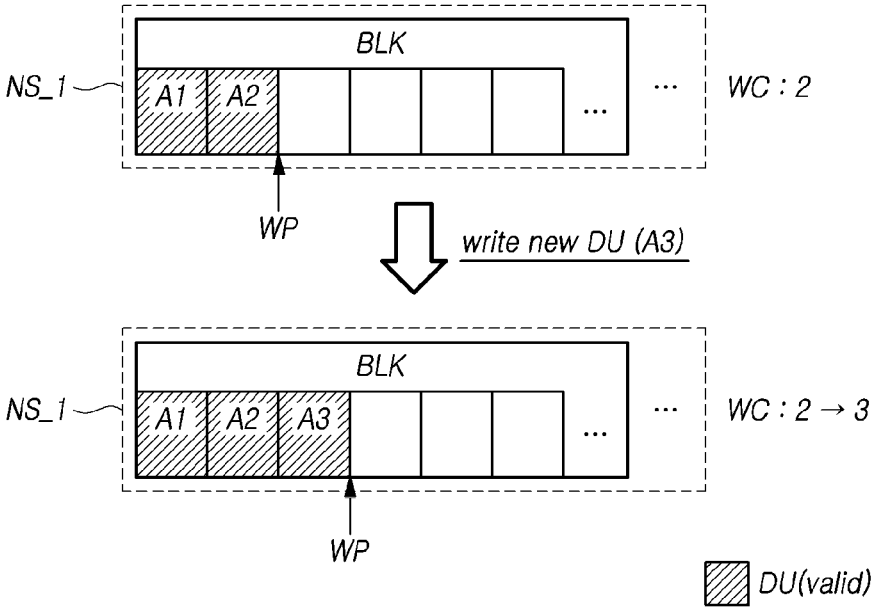 BLK
NS_1 A1 A2 ... ... WC : 2
WP
write new DU (A3)
BLK
NS_1 A1 A2 A3 ... ... WC : 2 → 3
WP
DU(valid)